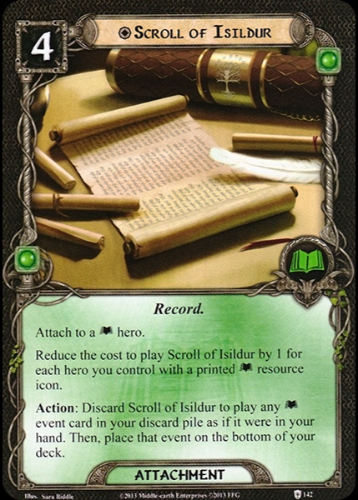 4
Scroll of Isildur
Record.
Attach to a hero.
Reduce the cost to play Scroll of Isildur by 1 for
each hero you control with a printed resource
icon.
Action: Discard Scroll of Isildur to play any
event card in your discard pile as if it were in your
hand. Then, place that event on the bottom of your
deck.
ATTACHMENT
Illus. Sara Biddle
©2013 Middle-earth Enterprises ©2013 FFG
142